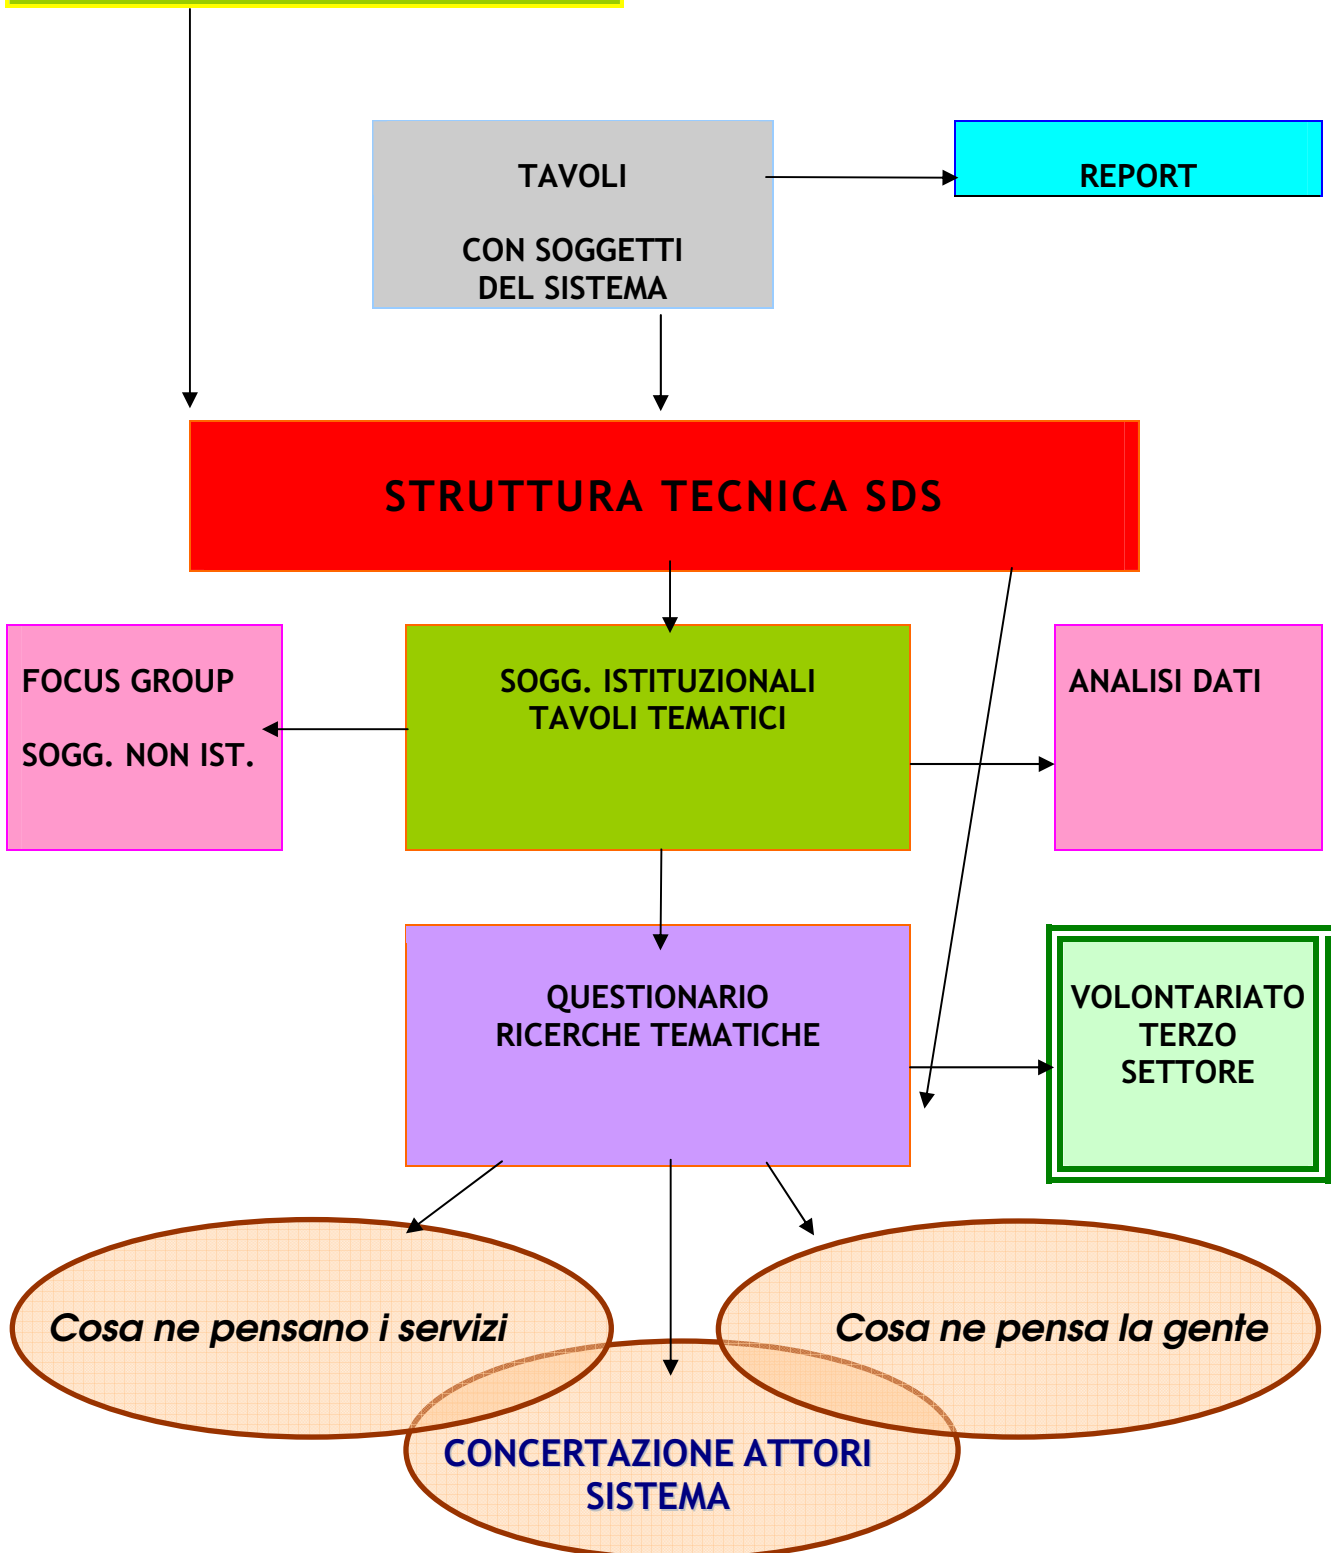 TAVOLI
CON SOGGETTI
DEL SISTEMA
REPORT
STRUTTURA TECNICA SDS
FOCUS GROUP
SOGG. NON IST.
SOGG. ISTITUZIONALI
TAVOLI TEMATICI
ANALISI DATI
QUESTIONARIO
RICERCHE TEMATICHE
VOLONTARIATO
TERZO
SETTORE
Cosa ne pensano i servizi
Cosa ne pensa la gente
CONCERTAZIONE ATTORI
SISTEMA